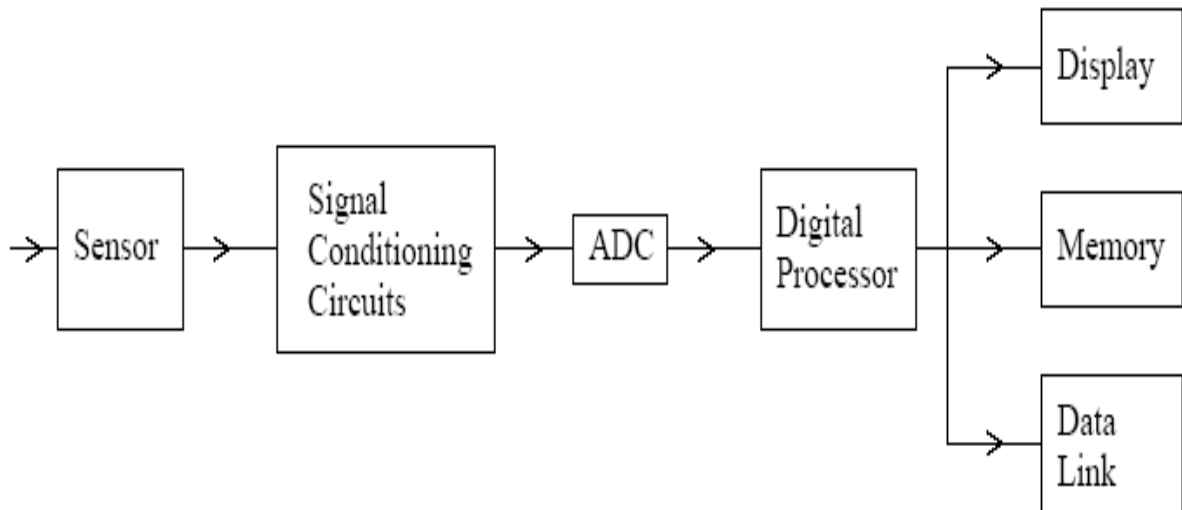 Sensor
Signal
Conditioning
Circuits
ADC
Digital
Processor
Display
Memory
Data
Link